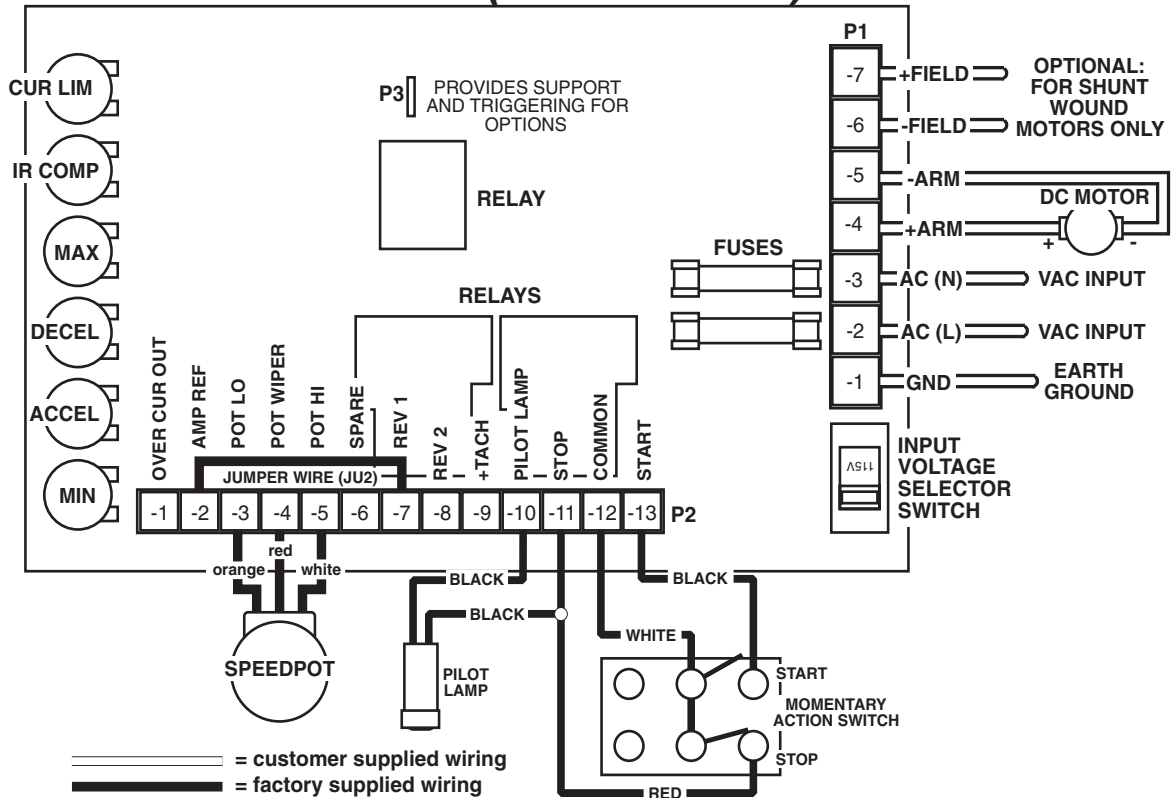 P1
CUR LIM
IR COMP
MAX
DECEL
ACCEL
MIN
P3
PROVIDES SUPPORT
AND TRIGGERING FOR
OPTIONS
RELAY
RELAYS
FUSES
-7
+FIELD
-6
-FIELD
-5
-ARM
-4
+ARM
-3
AC (N)
VAC INPUT
-2
AC (L)
VAC INPUT
-1
GND
EARTH
GROUND
OPTIONAL:
FOR SHUNT
WOUND
MOTORS ONLY
DC MOTOR
+
-
115V
INPUT
VOLTAGE
SELECTOR
SWITCH
OVER CUR OUT
AMP REF
POT LO
POT WIPER
POT HI
SPARE
REV 1
REV 2
+TACH
PILOT LAMP
STOP
COMMON
START
JUMPER WIRE (JU2)
-1 -2 -3 -4 -5 -6 -7 -8 -9 -10 -11 -12 -13
P2
orange
red
white
SPEEDPOT
BLACK
BLACK
PILOT
LAMP
WHITE
BLACK
START
MOMENTARY
ACTION SWITCH
STOP
RED
= customer supplied wiring
= factory supplied wiring